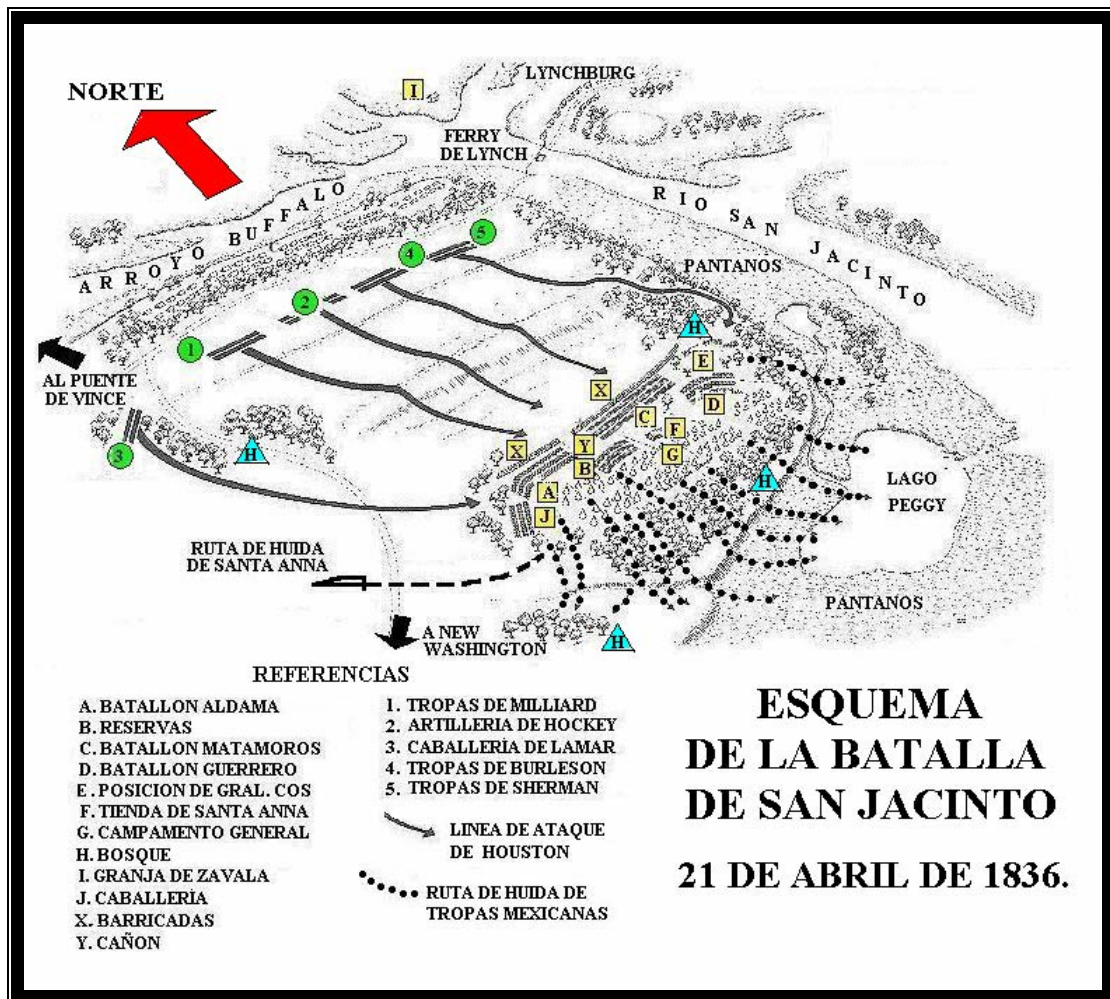 NORTE
I
LYNCHBURG
FERRY
DE LYNCH
ARROYO BUFFALO
RIO SAN JACINTO
PANTANOS
5
4
2
1
3
AL PUENTE
DE VINCE
H
H
E
X
D
C
F
Y
G
X
B
H
A
J
LAGO
PEGGY
RUTA DE HUIDA
DE SANTA ANNA
PANTANOS
H
A NEW
WASHINGTON
REFERENCIAS
A. BATALLON ALDAMA
B. RESERVAS
C. BATALLON MATAMOROS
D. BATALLON GUERRERO
E. POSICION DE GRAL. COS
F. TIENDA DE SANTA ANNA
G. CAMPAMENTO GENERAL
H. BOSQUE
I. GRANJA DE ZAVALA
J. CABALLERÍA
X. BARRICADAS
Y. CAÑON
1. TROPAS DE MILLIARD
2. ARTILLERIA DE HOCKEY
3. CABALLERÍA DE LAMAR
4. TROPAS DE BURLESON
5. TROPAS DE SHERMAN
LINEA DE ATAQUE
DE HOUSTON
RUTA DE HUIDA DE
TROPAS MEXICANAS
ESQUEMA
DE LA BATALLA
DE SAN JACINTO
21 DE ABRIL DE 1836.